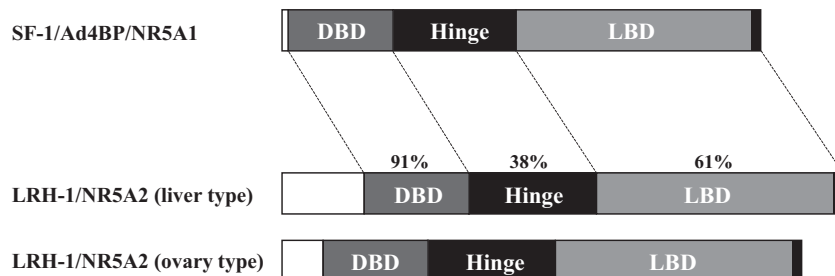 SF-1/Ad4BP/NR5A1 DBD Hinge LBD
91% 38% 61%
LRH-1/NR5A2 (liver type) DBD Hinge LBD
LRH-1/NR5A2 (ovary type) DBD Hinge LBD